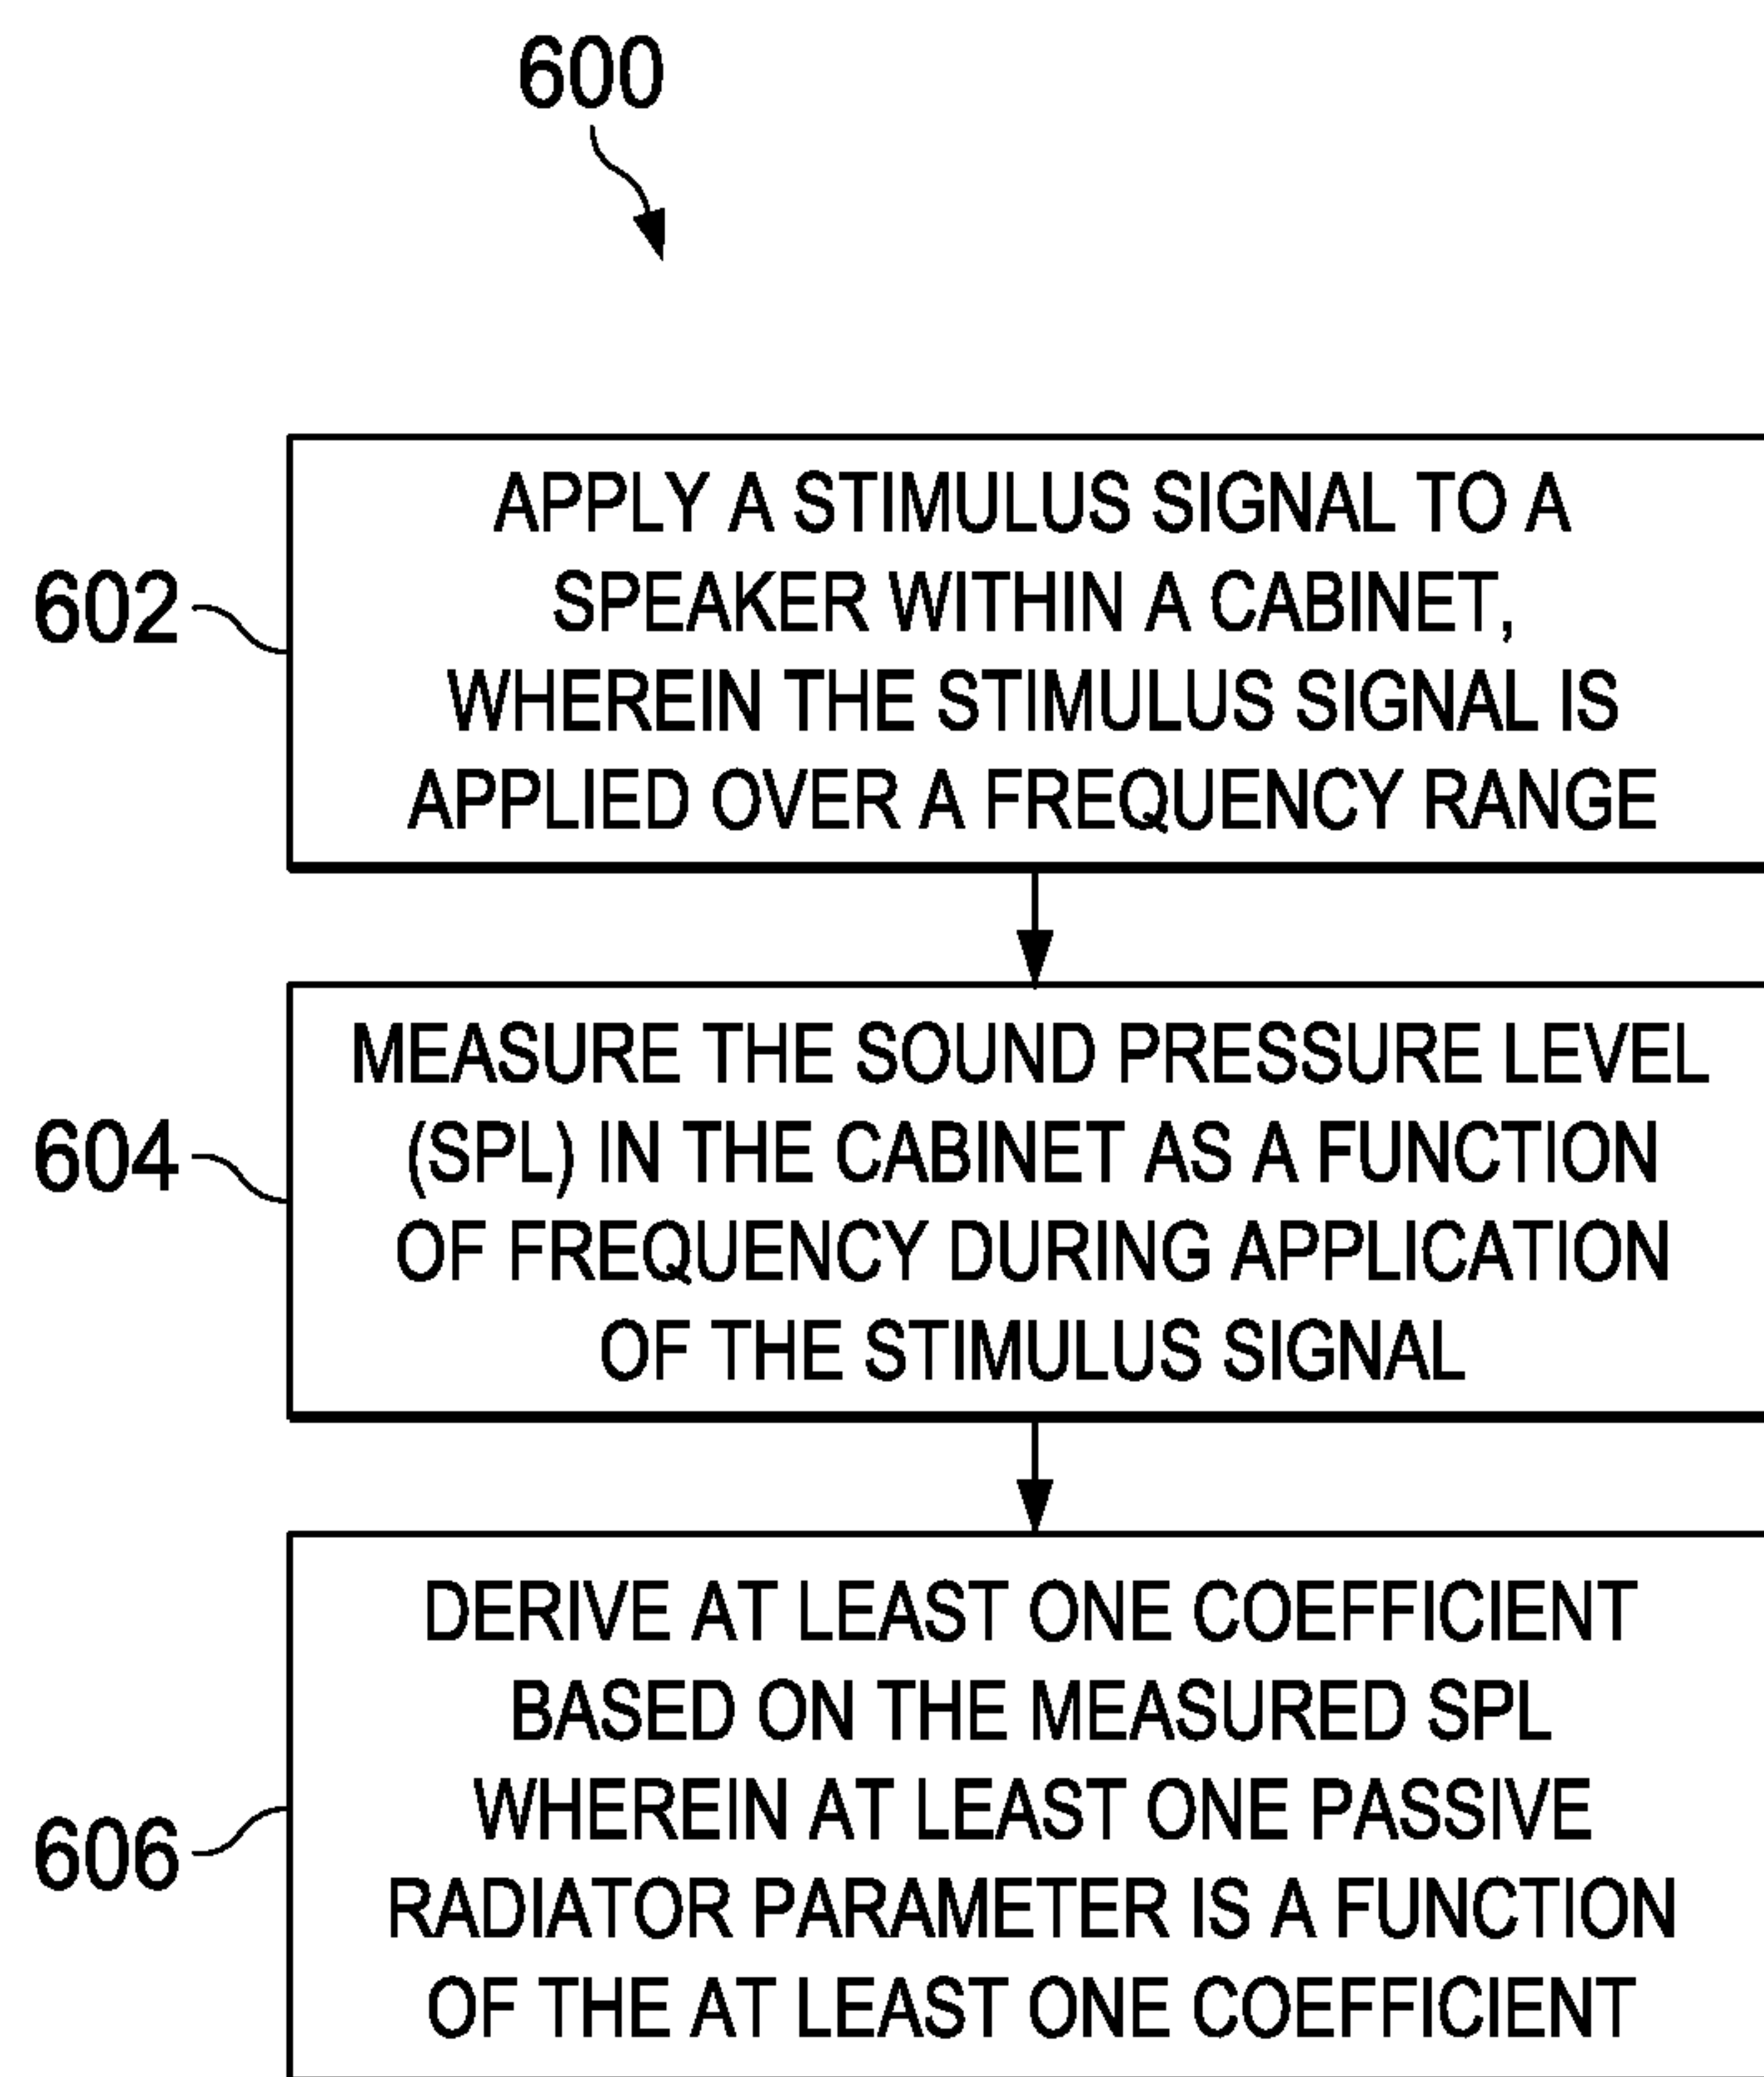 600
602
APPLY A STIMULUS SIGNAL TO A
SPEAKER WITHIN A CABINET,
WHEREIN THE STIMULUS SIGNAL IS
APPLIED OVER A FREQUENCY RANGE
604
MEASURE THE SOUND PRESSURE LEVEL
(SPL) IN THE CABINET AS A FUNCTION
OF FREQUENCY DURING APPLICATION
OF THE STIMULUS SIGNAL
606
DERIVE AT LEAST ONE COEFFICIENT
BASED ON THE MEASURED SPL
WHEREIN AT LEAST ONE PASSIVE
RADIATOR PARAMETER IS A FUNCTION
OF THE AT LEAST ONE COEFFICIENT